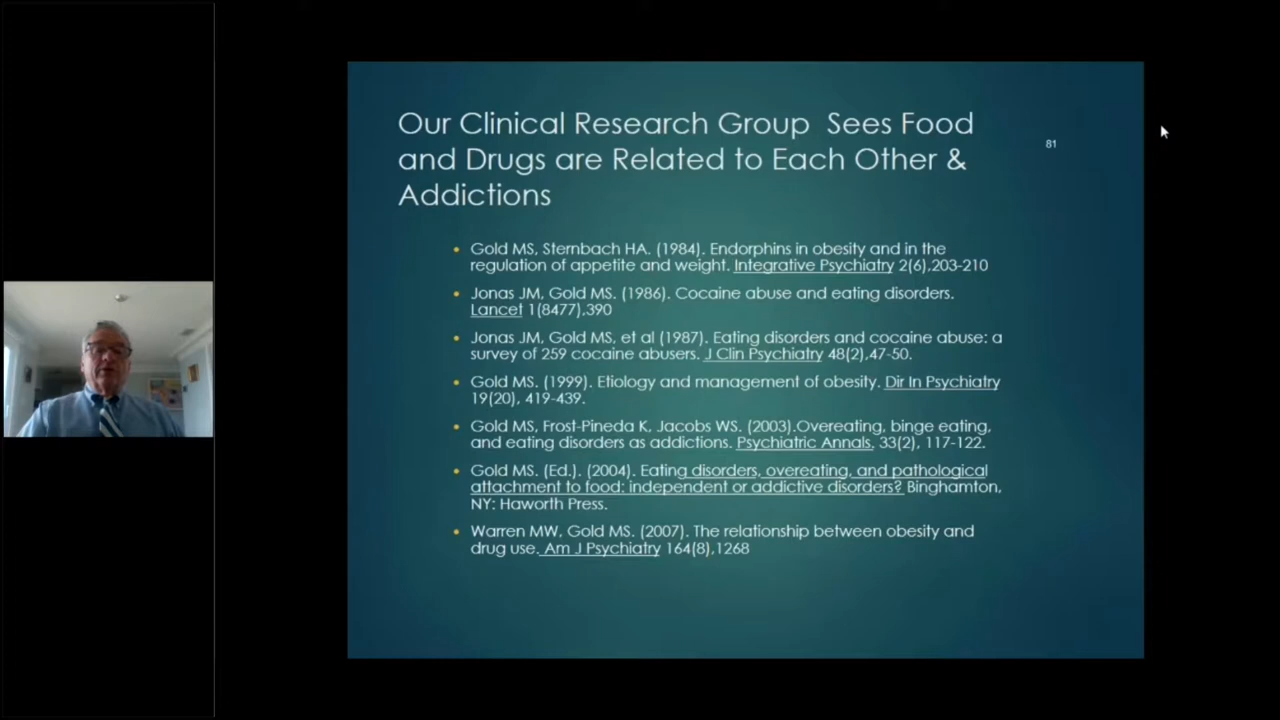 Our Clinical Research Group  Sees Food
and Drugs are Related to Each Other &
Addictions
81
• Gold MS, Sternbach HA. (1984). Endorphins in obesity and in the
regulation of appetite and weight. Integrative Psychiatry 2(6),203-210
• Jonas JM, Gold MS. (1986). Cocaine abuse and eating disorders.
Lancet 1(8477),390
• Jonas JM, Gold MS, et al (1987). Eating disorders and cocaine abuse: a
survey of 259 cocaine abusers. J Clin Psychiatry 48(2),47-50.
• Gold MS. (1999). Etiology and management of obesity. Dir In Psychiatry
19(20), 419-439.
• Gold MS, Frost-Pineda K, Jacobs WS. (2003).Overeating, binge eating,
and eating disorders as addictions. Psychiatric Annals. 33(2), 117-122.
• Gold MS. (Ed.). (2004). Eating disorders, overeating, and pathological
attachment to food: independent or addictive disorders? Binghamton,
NY: Haworth Press.
• Warren MW, Gold MS. (2007). The relationship between obesity and
drug use. Am J Psychiatry 164(8),1268